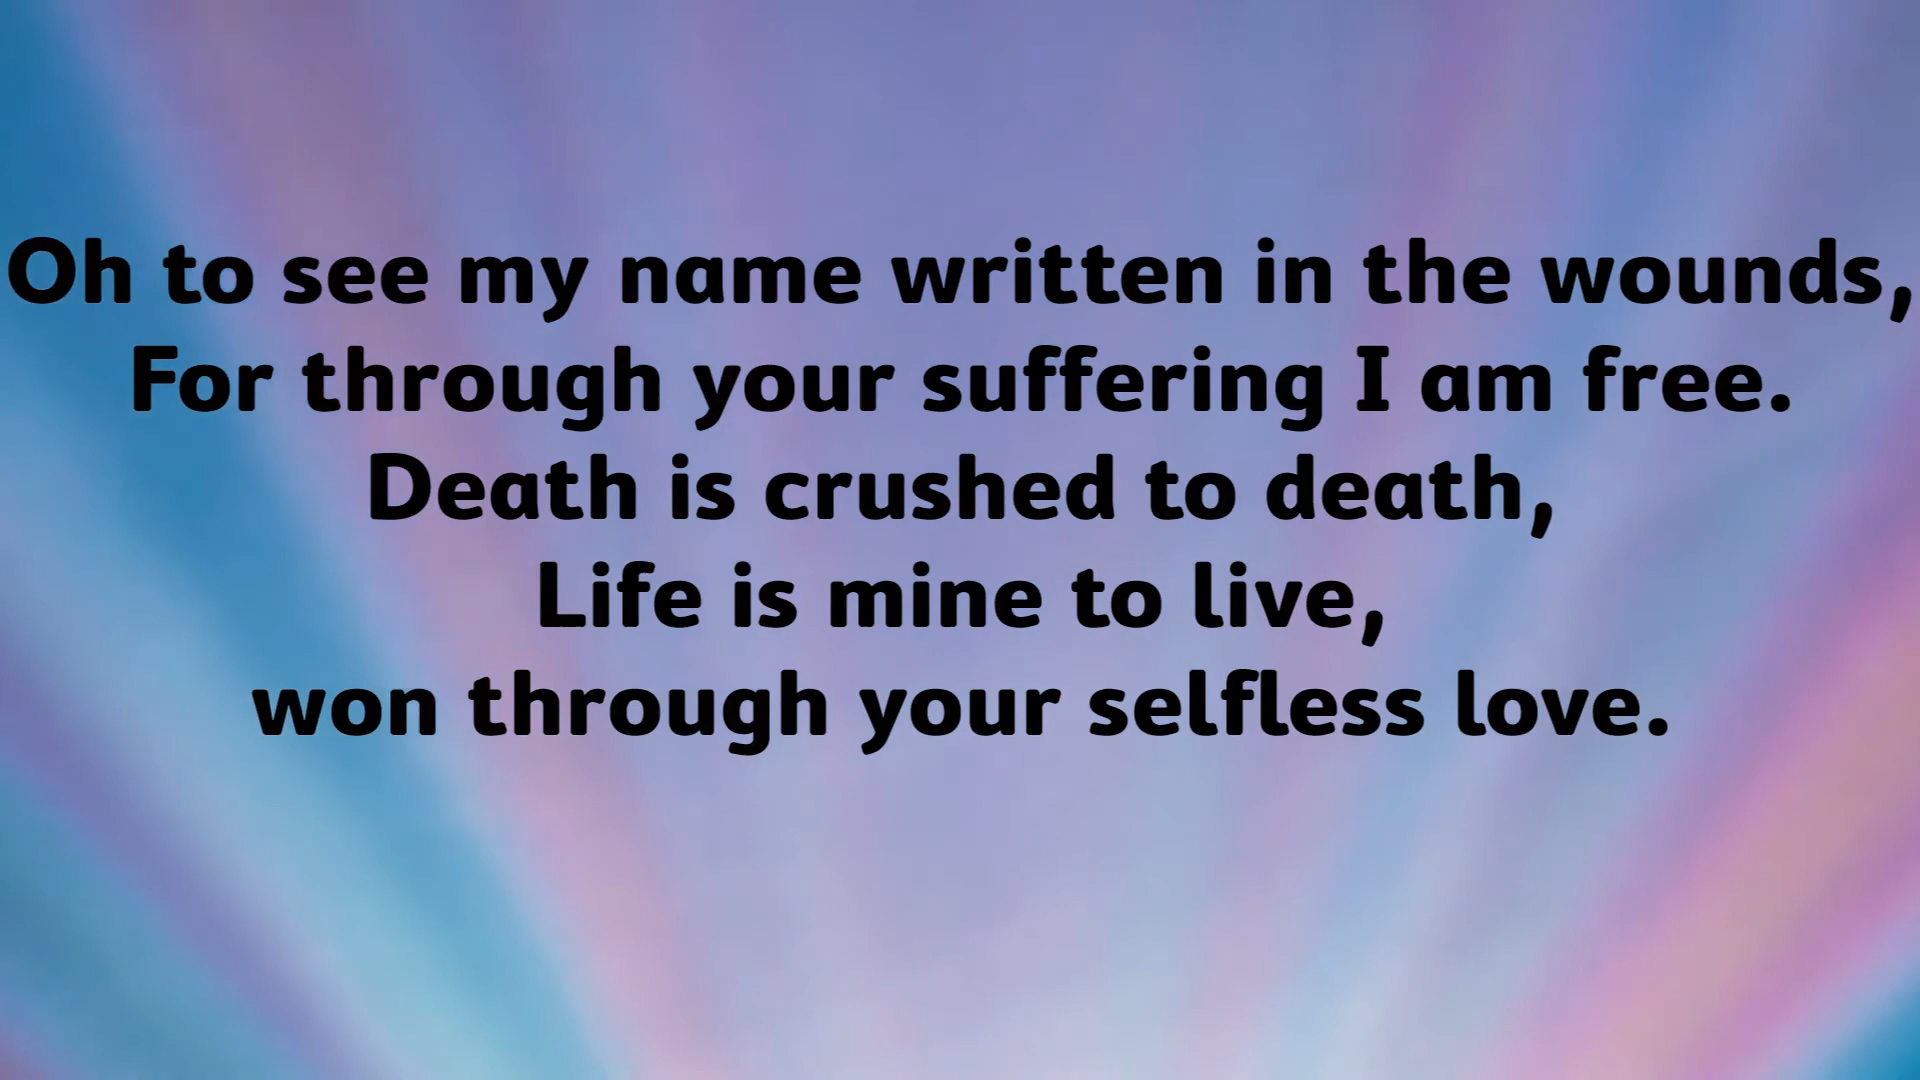 Oh to see my name written in the wounds,
For through your suffering I am free.
Death is crushed to death,
Life is mine to live,
won through your selfless love.